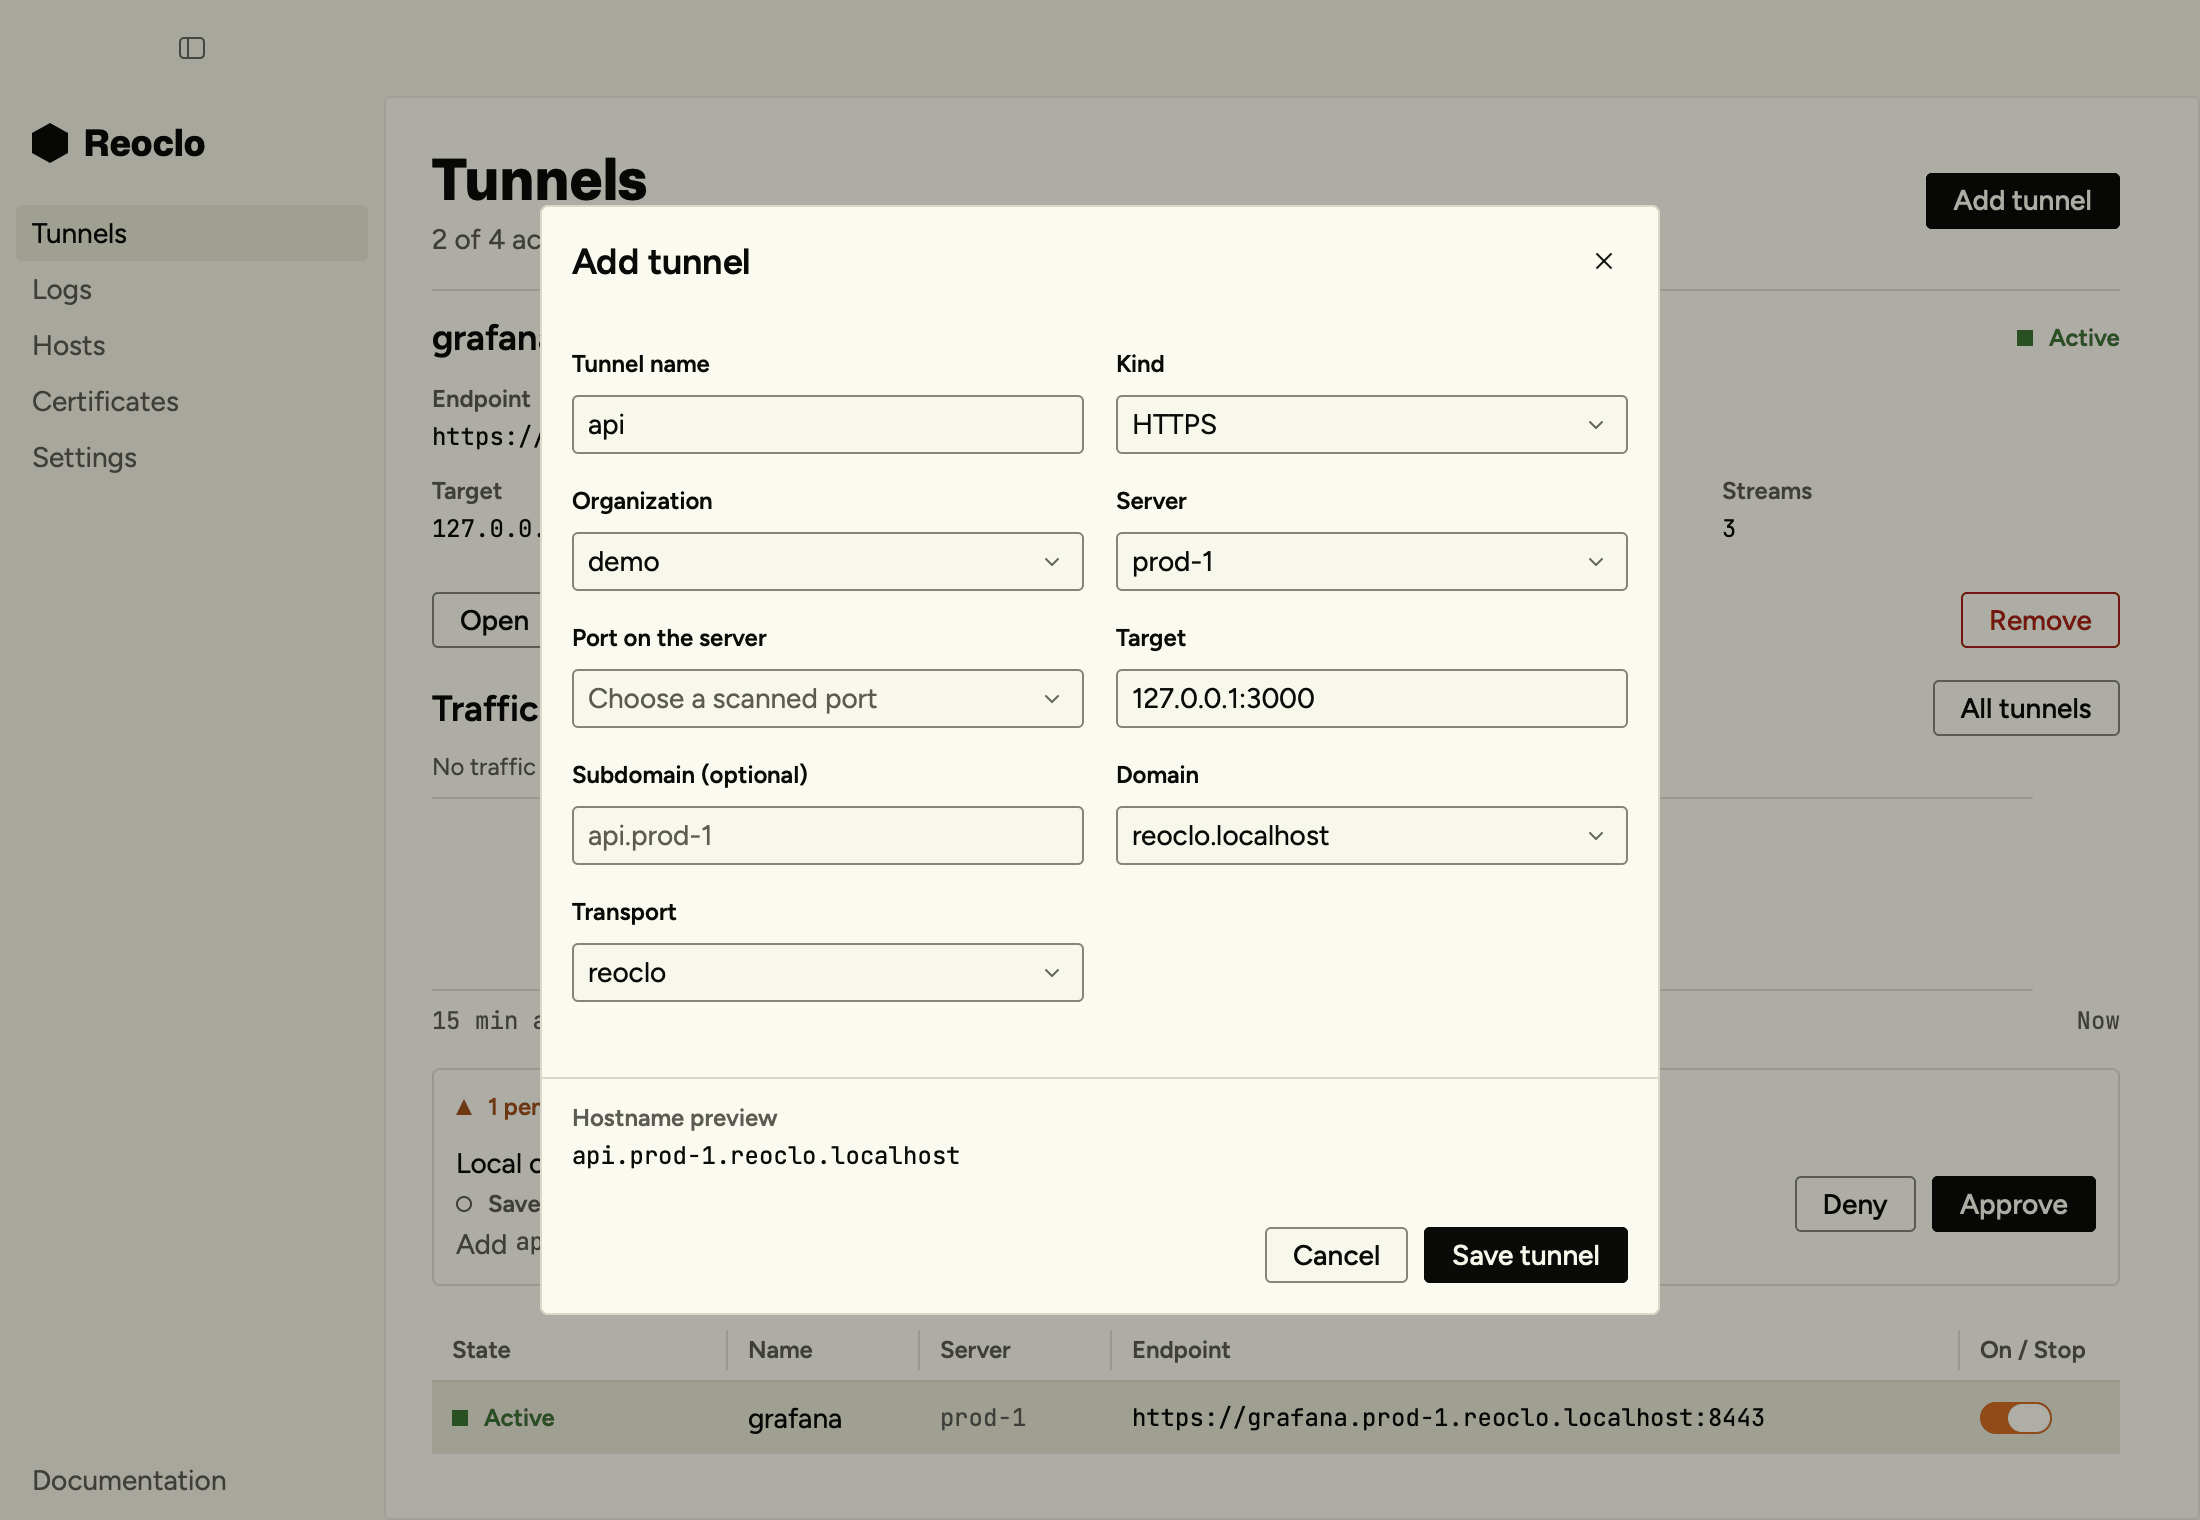 Reoclo
Tunnels
Logs
Hosts
Certificates
Settings
Documentation
Tunnels
2 of 4
Add tunnel
Active
Endpoint
https://
Target
127.0.0.
Streams
3
Open
Remove
Traffic
All tunnels
No traffic
15 min
Now
1
Local
Save
Add
Deny
Approve
Add tunnel
Tunnel name
Kind
api
HTTPS
Organization
Server
demo
prod-1
Port on the server
Target
Choose a scanned port
127.0.0.1:3000
Subdomain (optional)
Domain
api.prod-1
reoclo.localhost
Transport
reoclo
Hostname preview
api.prod-1.reoclo.localhost
Cancel
Save tunnel
State
Name
Server
Endpoint
On / Stop
Active
grafana
prod-1
https://grafana.prod-1.reoclo.localhost:8443